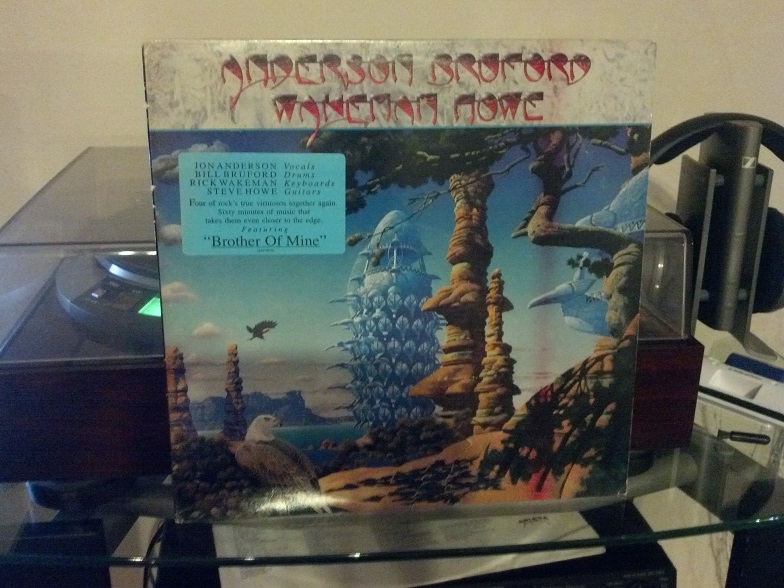 ANDERSON BRUFORD
WAKEMAN HOWE
JON ANDERSON Vocals
BILL BRUFORD Drums
RICK WAKEMAN Keyboards
STEVE HOWE Guitars
Four of rock's true virtuosos together again.
Sixty minutes of music that
takes them even closer to the edge.
Featuring
"Brother Of Mine"